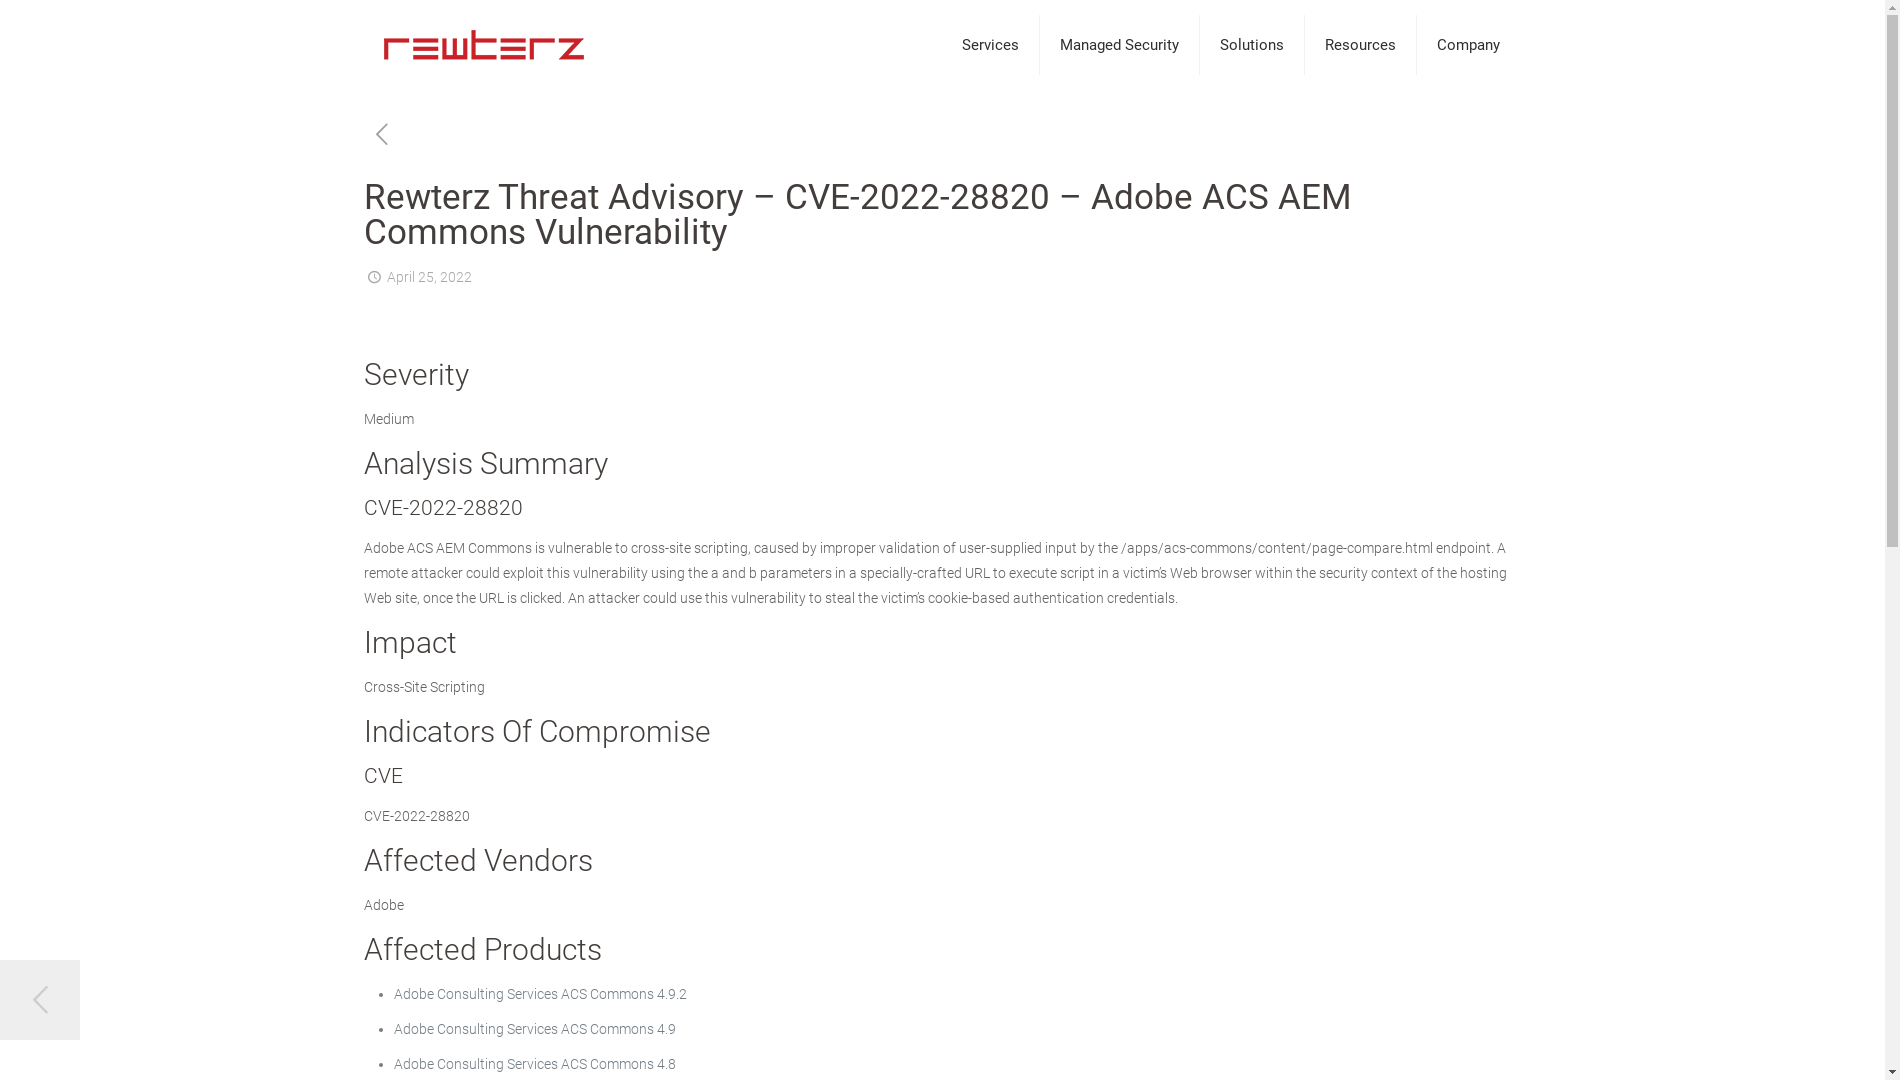 rewterz
Services
Managed Security
Solutions
Resources
Company
Rewterz Threat Advisory – CVE-2022-28820 – Adobe ACS AEM
Commons Vulnerability
April 25, 2022
Severity
Medium
Analysis Summary
CVE-2022-28820
Adobe ACS AEM Commons is vulnerable to cross-site scripting, caused by improper validation of user-supplied input by the /apps/acs-commons/content/page-compare.html endpoint. A
remote attacker could exploit this vulnerability using the a and b parameters in a specially-crafted URL to execute script in a victim’s Web browser within the security context of the hosting
Web site, once the URL is clicked. An attacker could use this vulnerability to steal the victim’s cookie-based authentication credentials.
Impact
Cross-Site Scripting
Indicators Of Compromise
CVE
CVE-2022-28820
Affected Vendors
Adobe
Affected Products
• Adobe Consulting Services ACS Commons 4.9.2
• Adobe Consulting Services ACS Commons 4.9
• Adobe Consulting Services ACS Commons 4.8